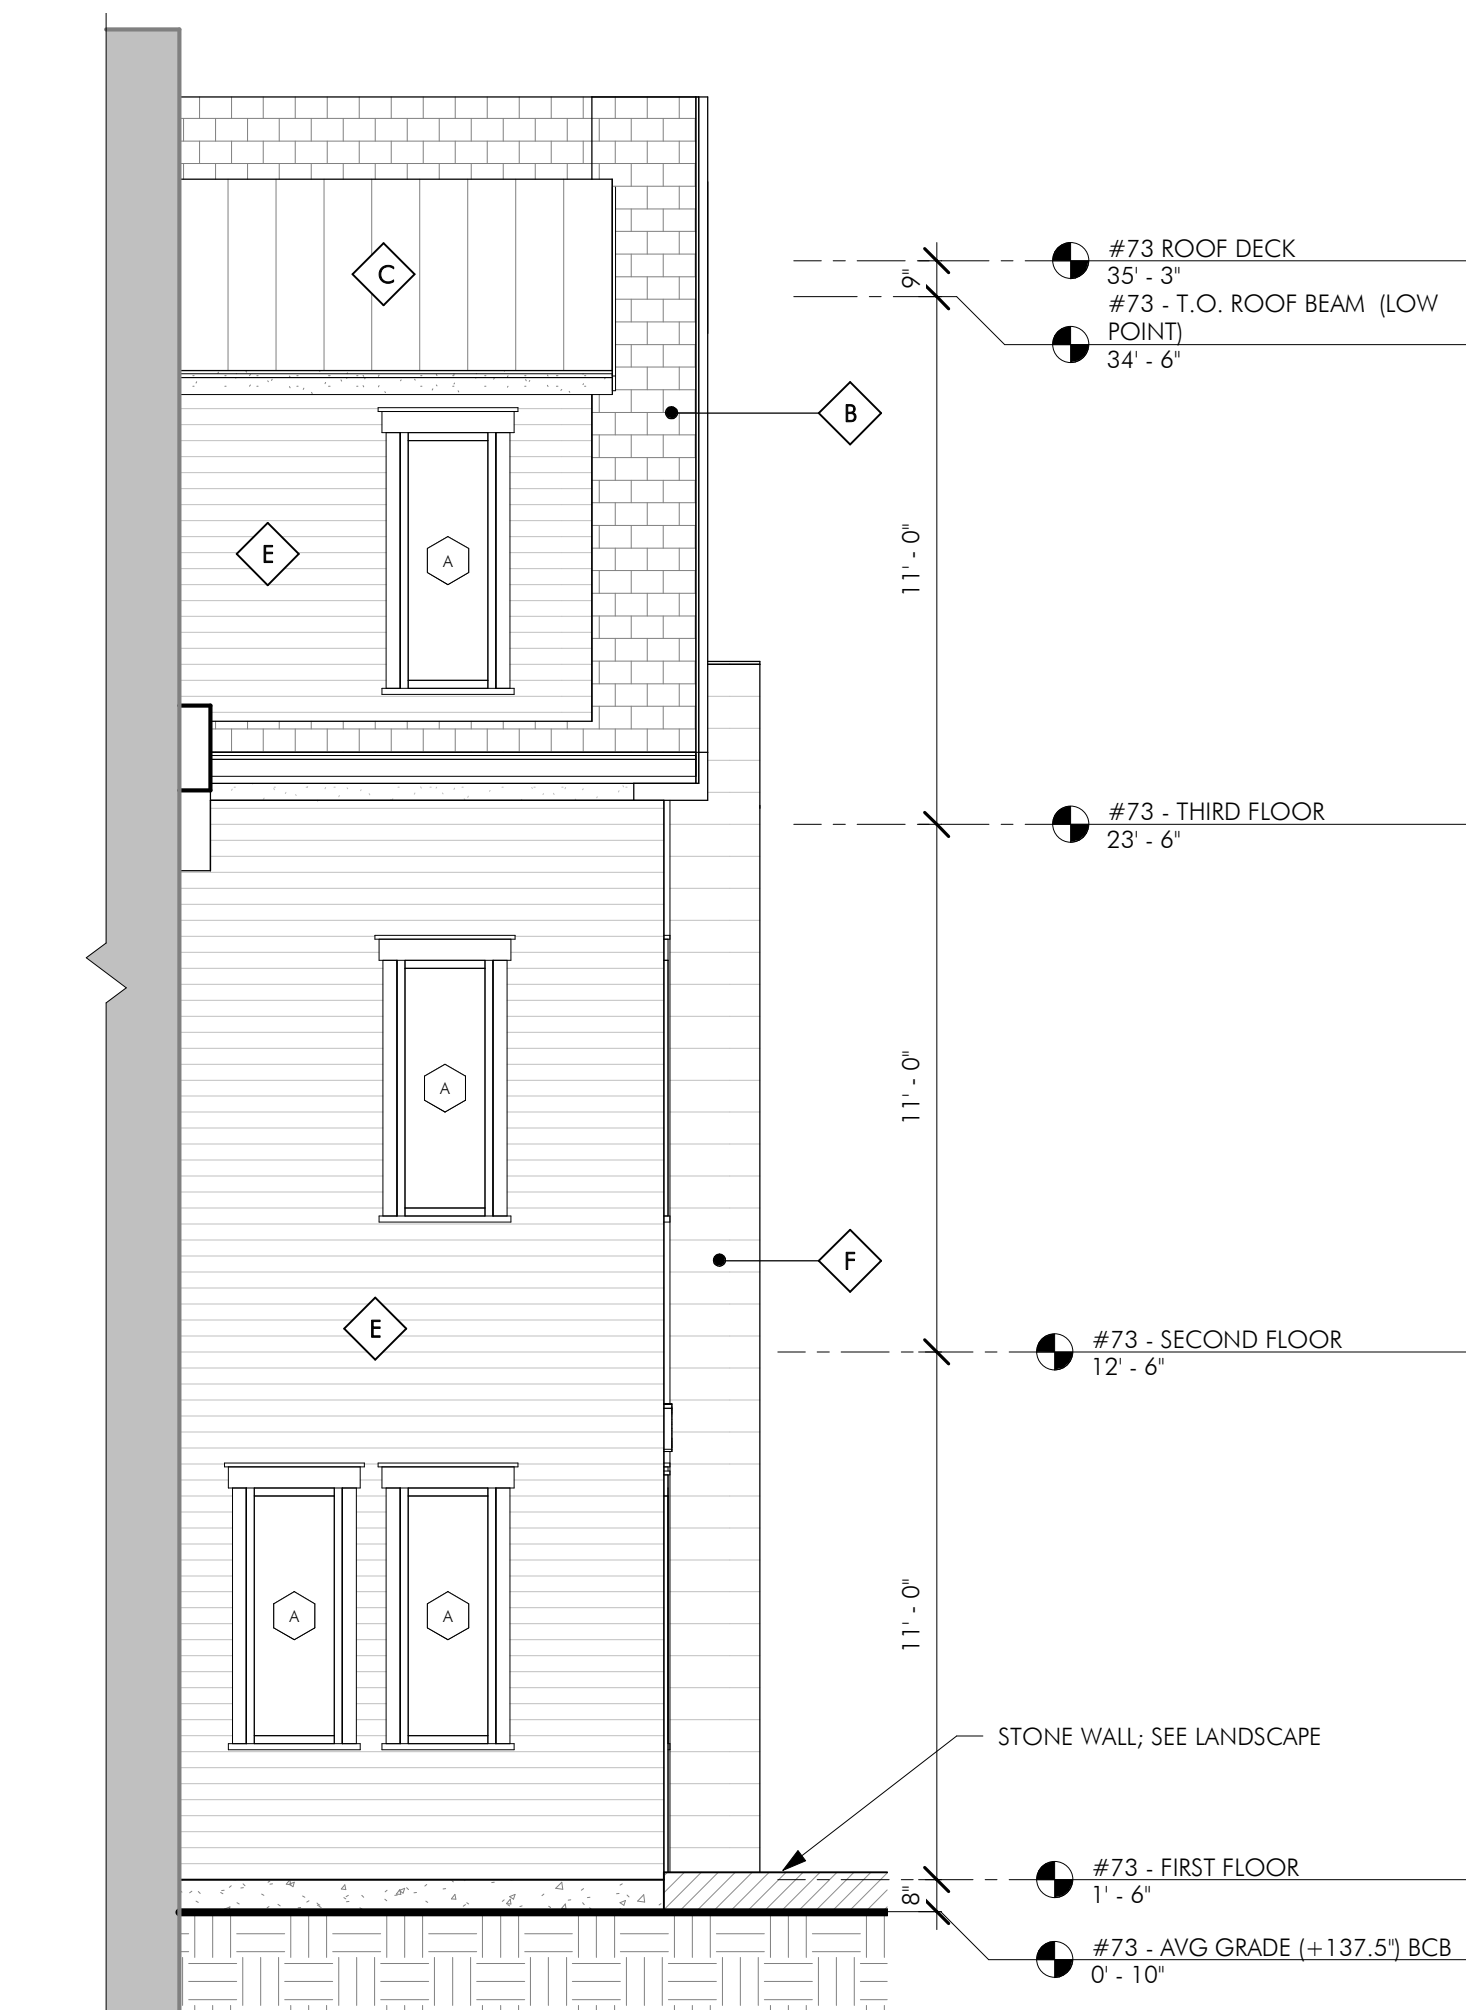 #73 ROOF DECK
35' - 3"
9"
#73 - T.O. ROOF BEAM (LOW
POINT)
34' - 6"
C
B
11' - 0"
E
A
#73 - THIRD FLOOR
23' - 6"
11' - 0"
A
F
E
#73 - SECOND FLOOR
12' - 6"
11' - 0"
A
A
STONE WALL; SEE LANDSCAPE
#73 - FIRST FLOOR
1' - 6"
8"
#73 - AVG GRADE (+137.5") BCB
0' - 10"